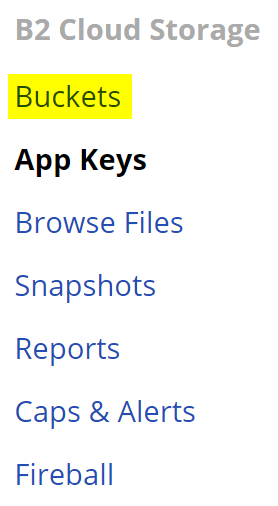 B2 Cloud Storage
Buckets
App Keys
Browse Files
Snapshots
Reports
Caps & Alerts
Fireball